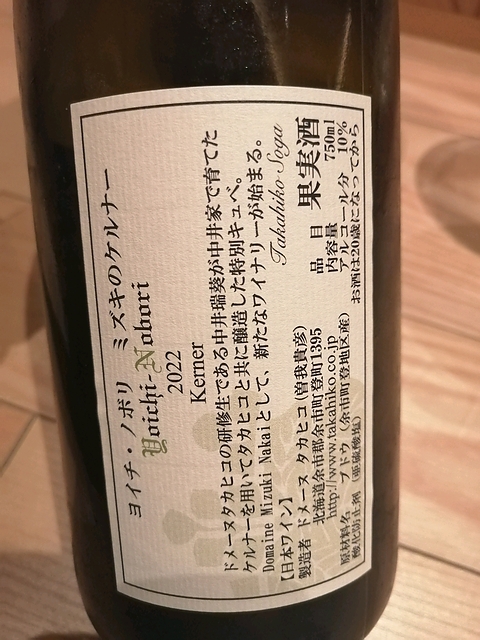 ヨイチ・ノボリ ミズキのケルナー
Yoichi-Nobori
2022
Kerner
ドメーヌタカヒコの研修生である中井瑞葵が中井家で育てた
ケルナーを用いてタカヒコと共に醸造した特別キュベ。
Domaine Mizuki Nakaiとして、新たなワイナリーが始まる。
Takahiko Soga
【日本ワイン】
製造者 ドメーヌ タカヒコ(曽我貴彦)
北海道余市郡余市町登町1395
http://www.takahiko.co.jp
原材料名 ブドウ (余市町登地区産)
酸化防止剤 (亜硫酸塩)
品目 果実酒
内容量 750ml
アルコール分 10%
お酒は20歳になってから